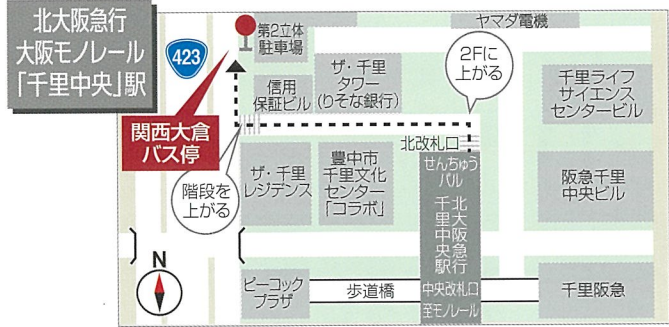 北大阪急行
大阪モノレール
「千里中央」駅
423
第2立体
駐車場
ヤマダ電機
2Fに
上がる
ザ・千里
タワー
(りそな銀行)
信用
保証ビル
千里ライフ
サイエンス
センタービル
関西大倉
バス停
北改札口
階段を
上がる
ザ・千里
レジデンス
豊中市
千里文化
センター
「コラボ」
せんちゅう
パル
北大阪急行
千里中央駅
阪急千里
中央ビル
N
ピーコック
プラザ
歩道橋
中央改札口
至モノレール
千里阪急